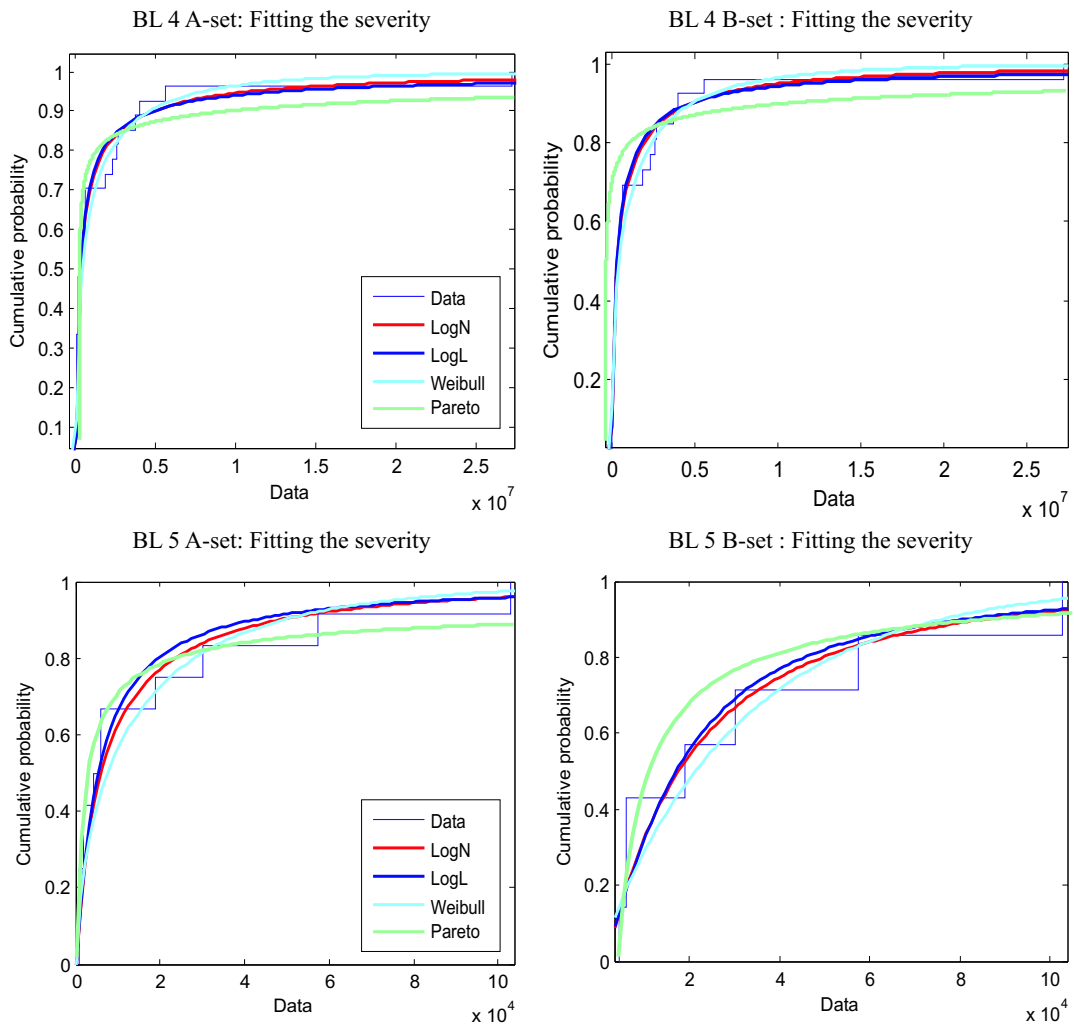 BL 4 A-set: Fitting the severity
Cumulative probability
1
0.9
0.8
0.7
0.6
0.5
0.4
0.3
0.2
0.1
0 0.5 1 1.5 2 2.5
Data
x 10^7
Data
LogN
LogL
Weibull
Pareto
BL 4 B-set : Fitting the severity
Cumulative probability
1
0.8
0.6
0.4
0.2
0 0.5 1 1.5 2 2.5
Data
x 10^7
BL 5 A-set: Fitting the severity
Cumulative probability
1
0.8
0.6
0.4
0.2
0
0 2 4 6 8 10
Data
x 10^4
Data
LogN
LogL
Weibull
Pareto
BL 5 B-set : Fitting the severity
Cumulative probability
1
0.8
0.6
0.4
0.2
0
2 4 6 8 10
Data
x 10^4